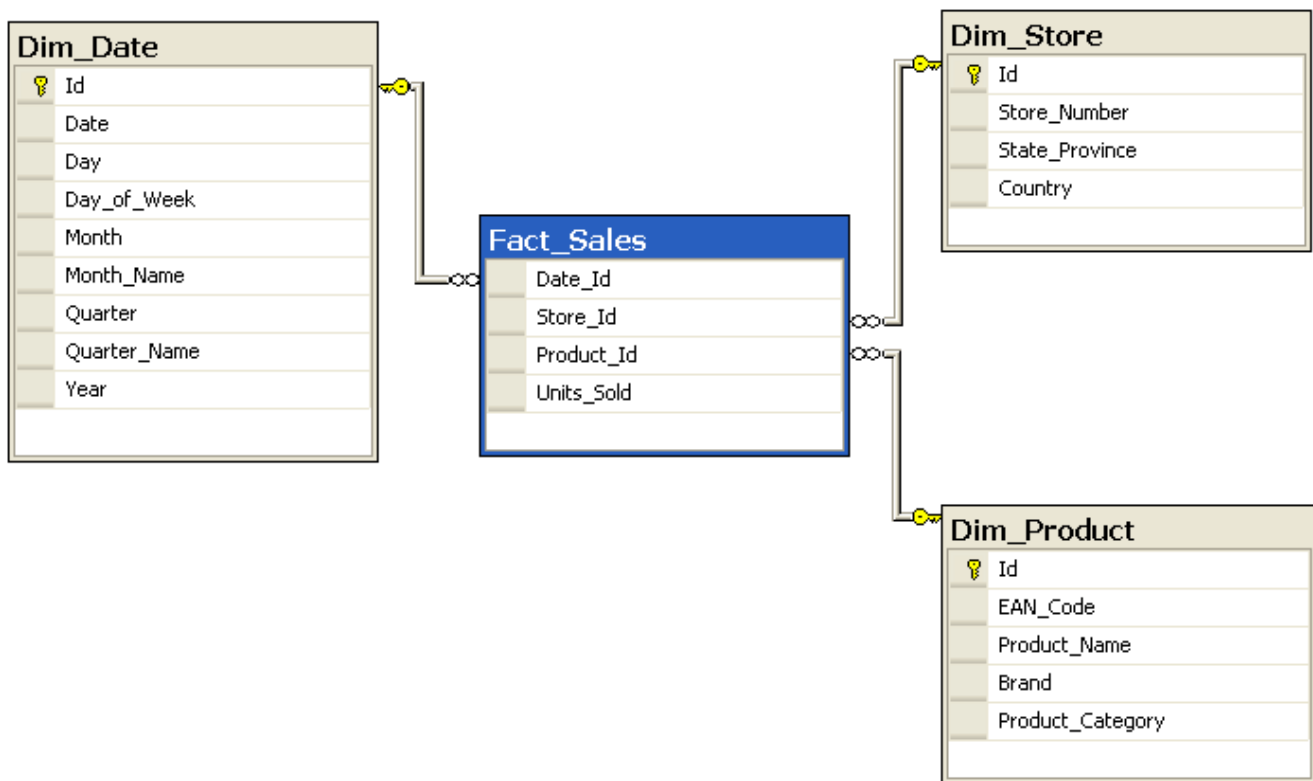 Dim_Date
Id
Date
Day
Day_of_Week
Month
Month_Name
Quarter
Quarter_Name
Year
Fact_Sales
Date_Id
Store_Id
Product_Id
Units_Sold
Dim_Store
Id
Store_Number
State_Province
Country
Dim_Product
Id
EAN_Code
Product_Name
Brand
Product_Category